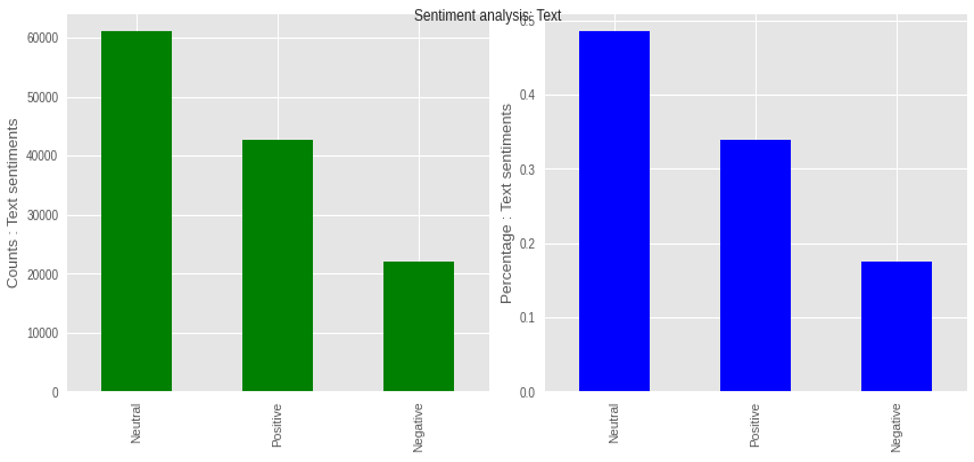 Sentiment analysis: Text
Counts : Text sentiments
60000
50000
40000
30000
20000
10000
0
Neutral
Positive
Negative
Percentage : Text sentiments
0.5
0.4
0.3
0.2
0.1
0.0
Neutral
Positive
Negative